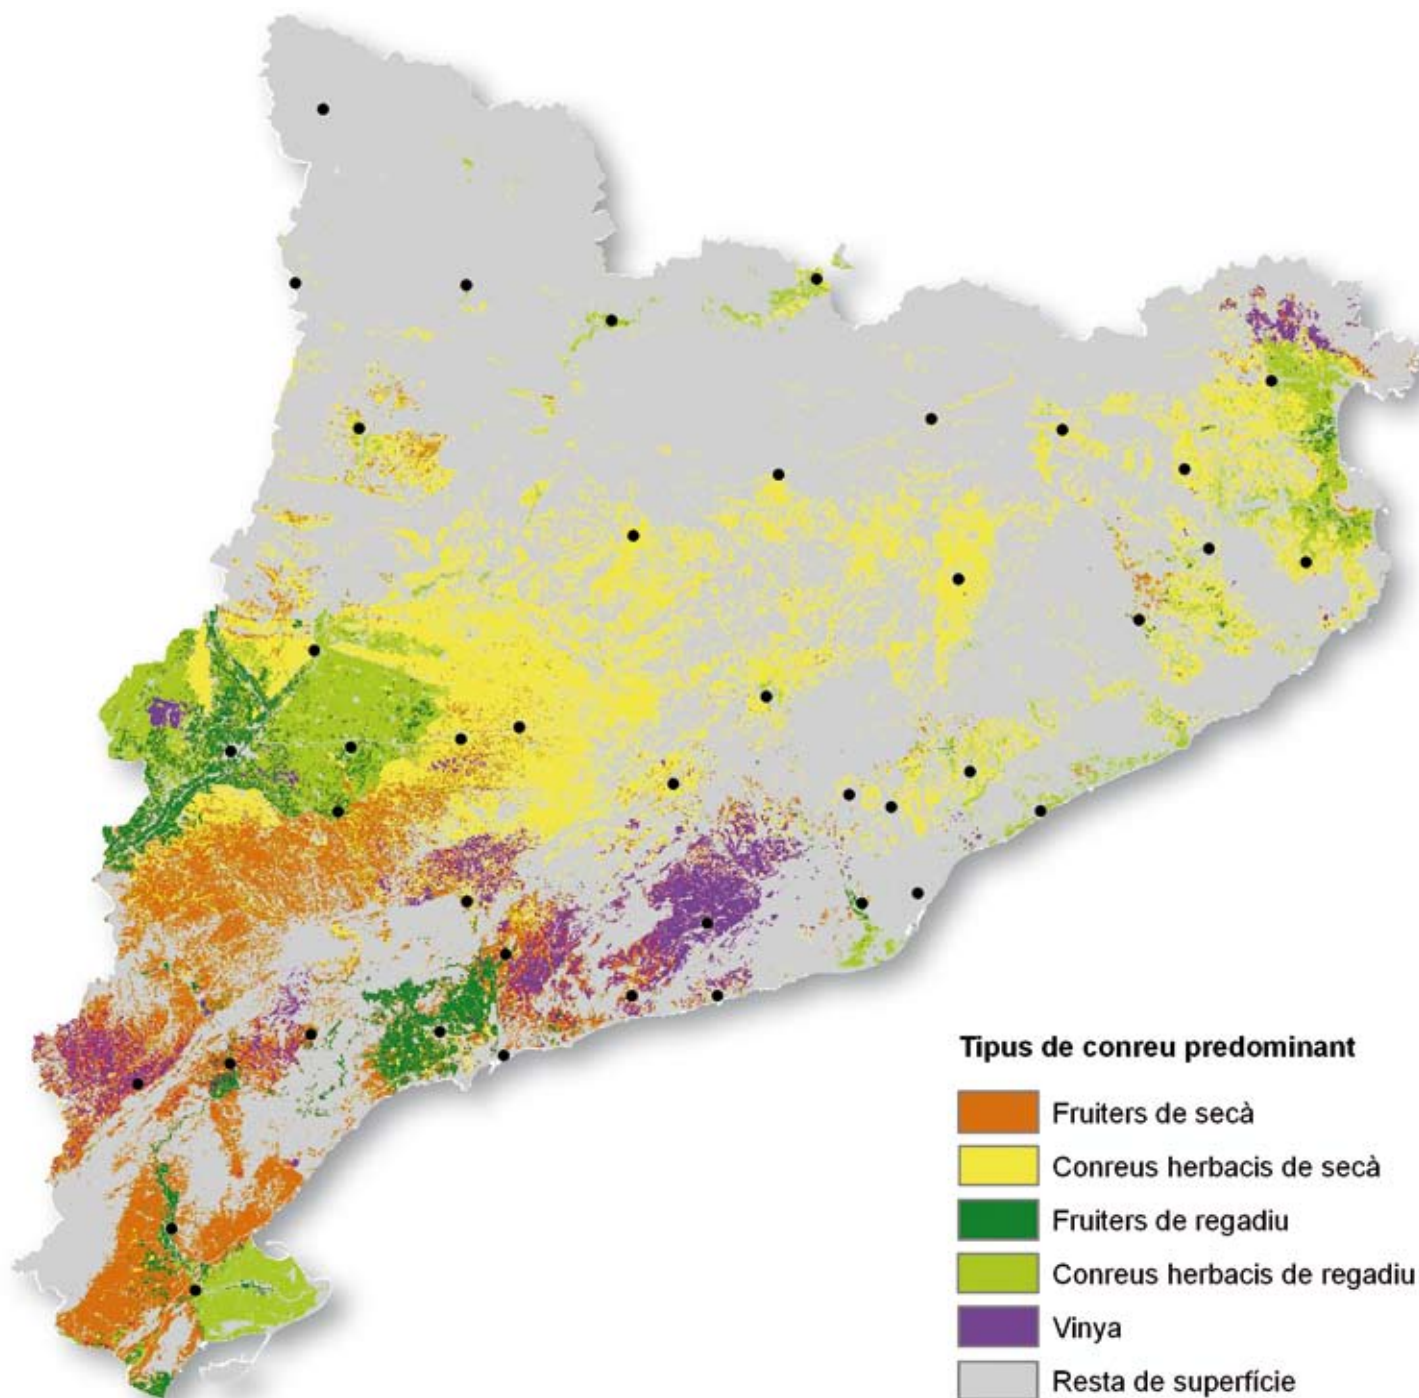 Tipus de conreu predominant
Fruiters de secà
Conreus herbacis de secà
Fruiters de regadiu
Conreus herbacis de regadiu
Vinya
Resta de superfície